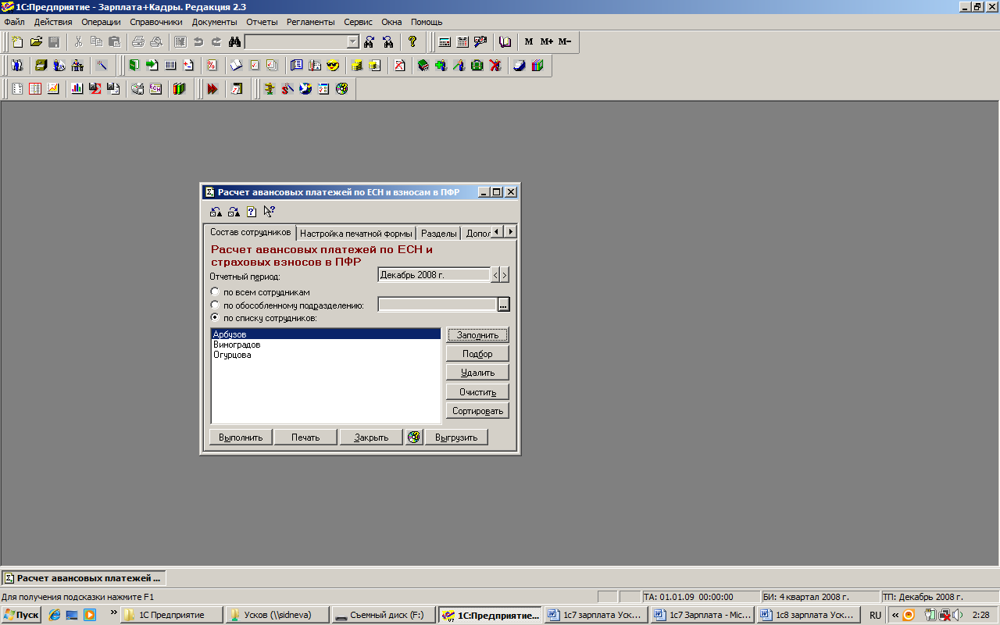 1С:Предприятие - Зарплата+Кадры. Редакция 2.3
Файл Действия Операции Справочники Документы Отчеты Регламенты Сервис Окна Помощь
M M+ M−
Расчет авансовых платежей по ЕСН и взносам в ПФР
Состав сотрудников Настройка печатной формы Разделы Допол
Расчет авансовых платежей по ЕСН и
страховых взносов в ПФР
Отчетный период: Декабрь 2008 г. < >
по всем сотрудникам
по обособленному подразделению: ...
по списку сотрудников:
Арбузов
Виноградов
Огурцова
Заполнить
Подбор
Удалить
Очистить
Сортировать
Выполнить Печать Закрыть Выгрузить
Расчет авансовых платежей ...
Для получения подсказки нажмите F1 TA: 01.01.09 00:00:00 БИ: 4 квартал 2008 г. ТП: Декабрь 2008 г.
Пуск » 1С Предприятие Усков (\\sidneva) Съемный диск (F:) 1С:Предприятие... 1с7 зарплата Уск... 1с7 Зарплата - Mic... 1с8 зарплата Уск... RU « 2:28